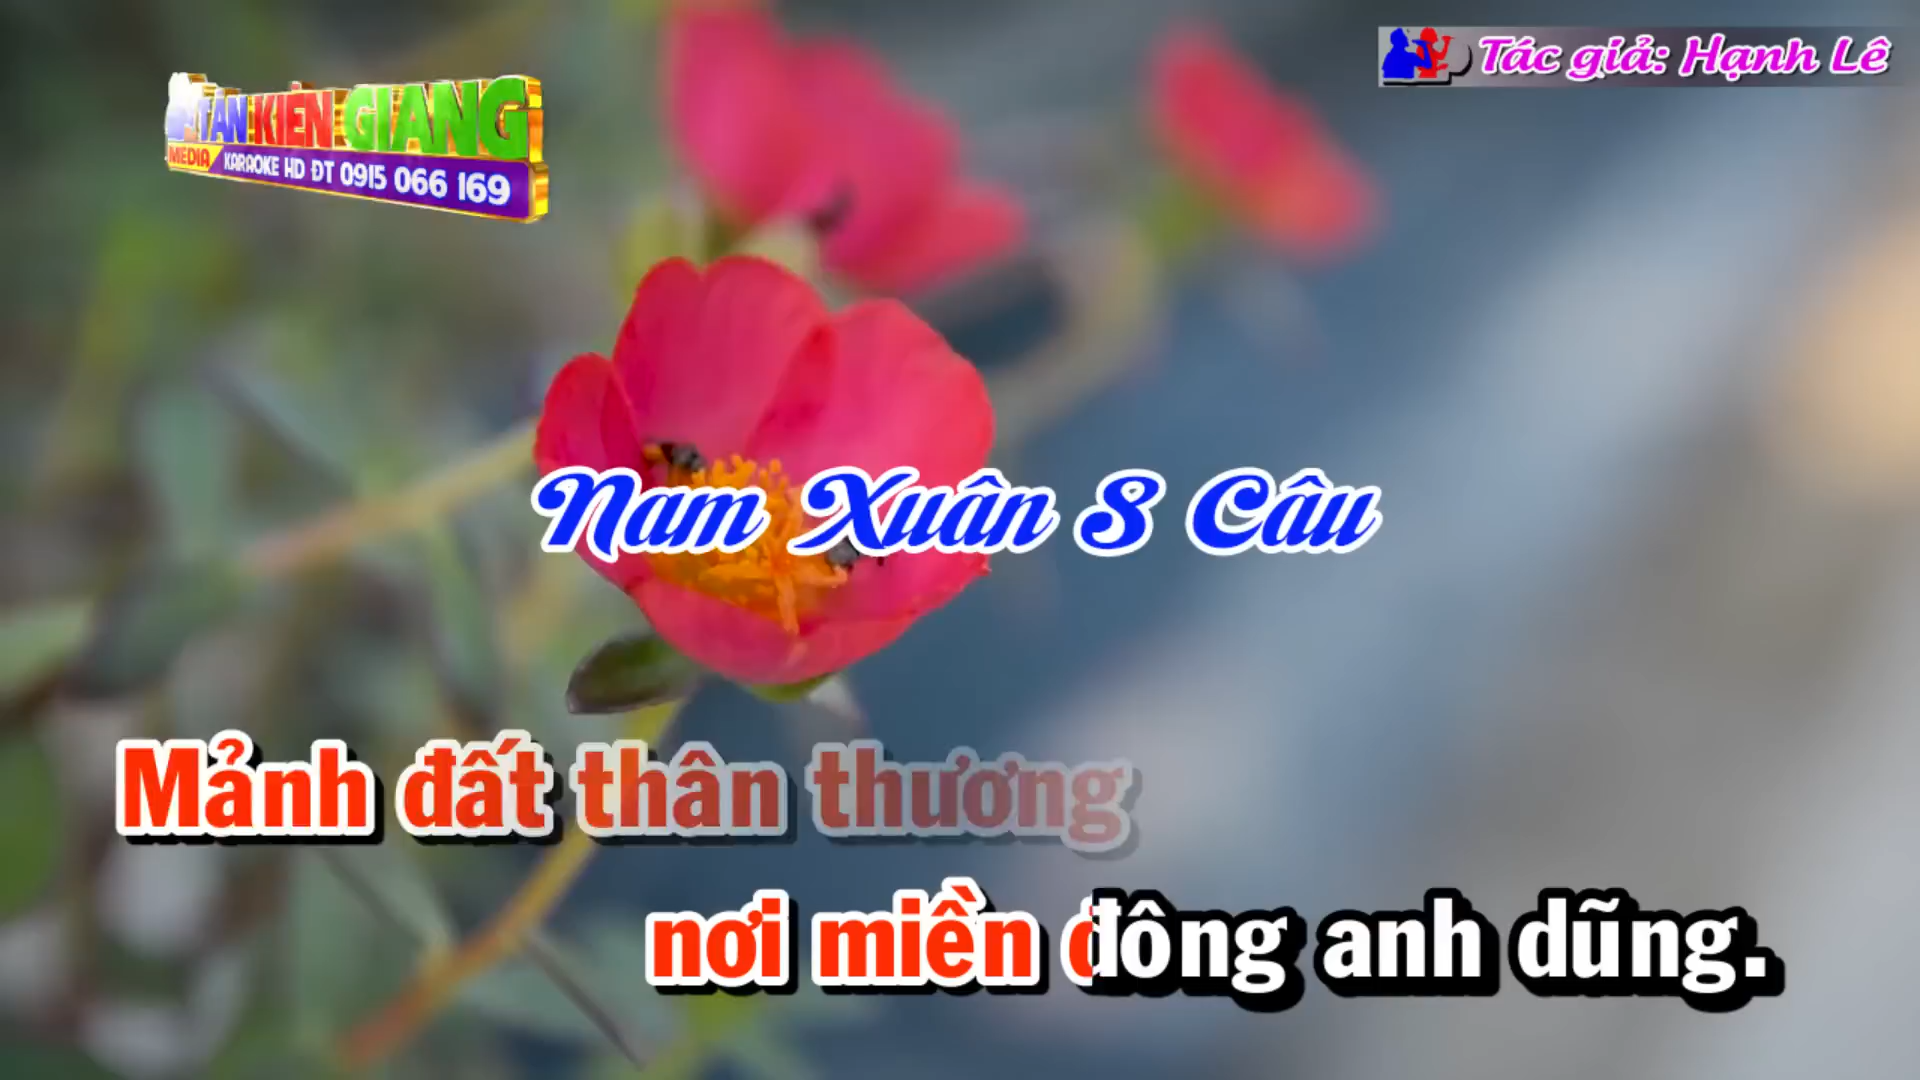 Tác giả: Hạnh Lê
TÂN KIÊN GIANG
MEDIA KARAOKE HD ĐT 0915 066 169
Nam Xuân 8 Câu
Mảnh đất thân thương
nơi miền đông anh dũng.